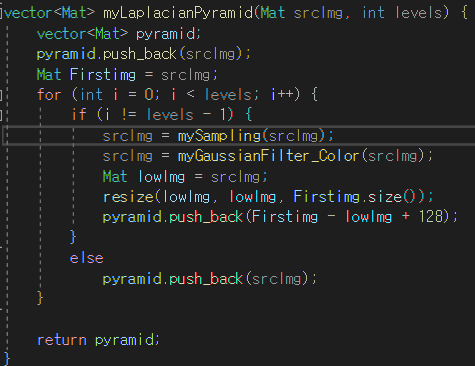 vector<Mat> myLaplacianPyramid(Mat srcImg, int levels) {
    vector<Mat> pyramid;
    pyramid.push_back(srcImg);
    Mat Firstimg = srcImg;
    for (int i = 0; i < levels; i++) {
        if (i != levels - 1) {
            srcImg = mySampling(srcImg);
            srcImg = myGaussianFilter_Color(srcImg);
            Mat lowImg = srcImg;
            resize(lowImg, lowImg, Firstimg.size());
            pyramid.push_back(Firstimg - lowImg + 128);
        }
        else
            pyramid.push_back(srcImg);
    }

    return pyramid;
}